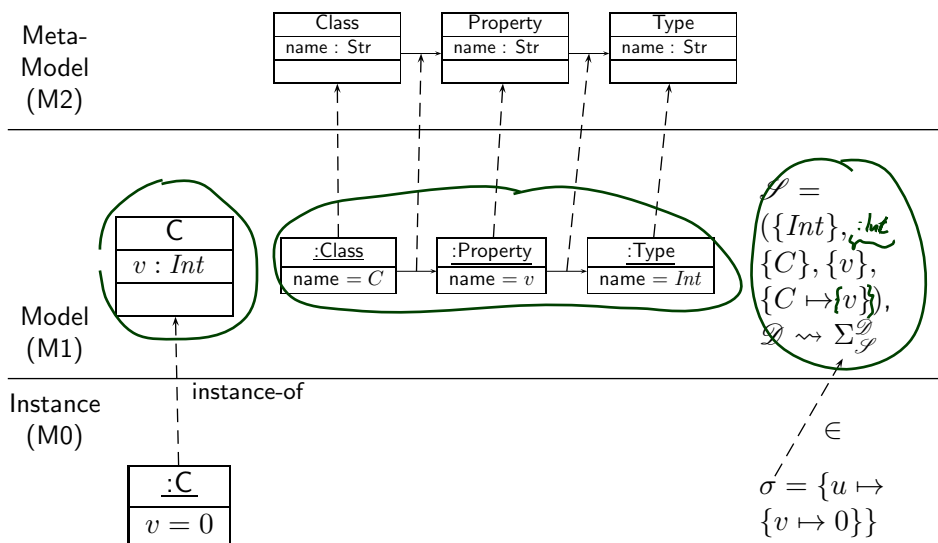 Meta-
Model
(M2)
Class
name : Str
Property
name : Str
Type
name : Str
Model
(M1)
C
v : Int
:Class
name = C
:Property
name = v
:Type
name = Int
𝒮 =
({Int}, :Int
{C}, {v},
{C ↦ {v}}),
𝒟 ⇝ Σ_𝒮^𝒟
instance-of
Instance
(M0)
:C
v = 0
∈
σ = {u ↦
{v ↦ 0}}